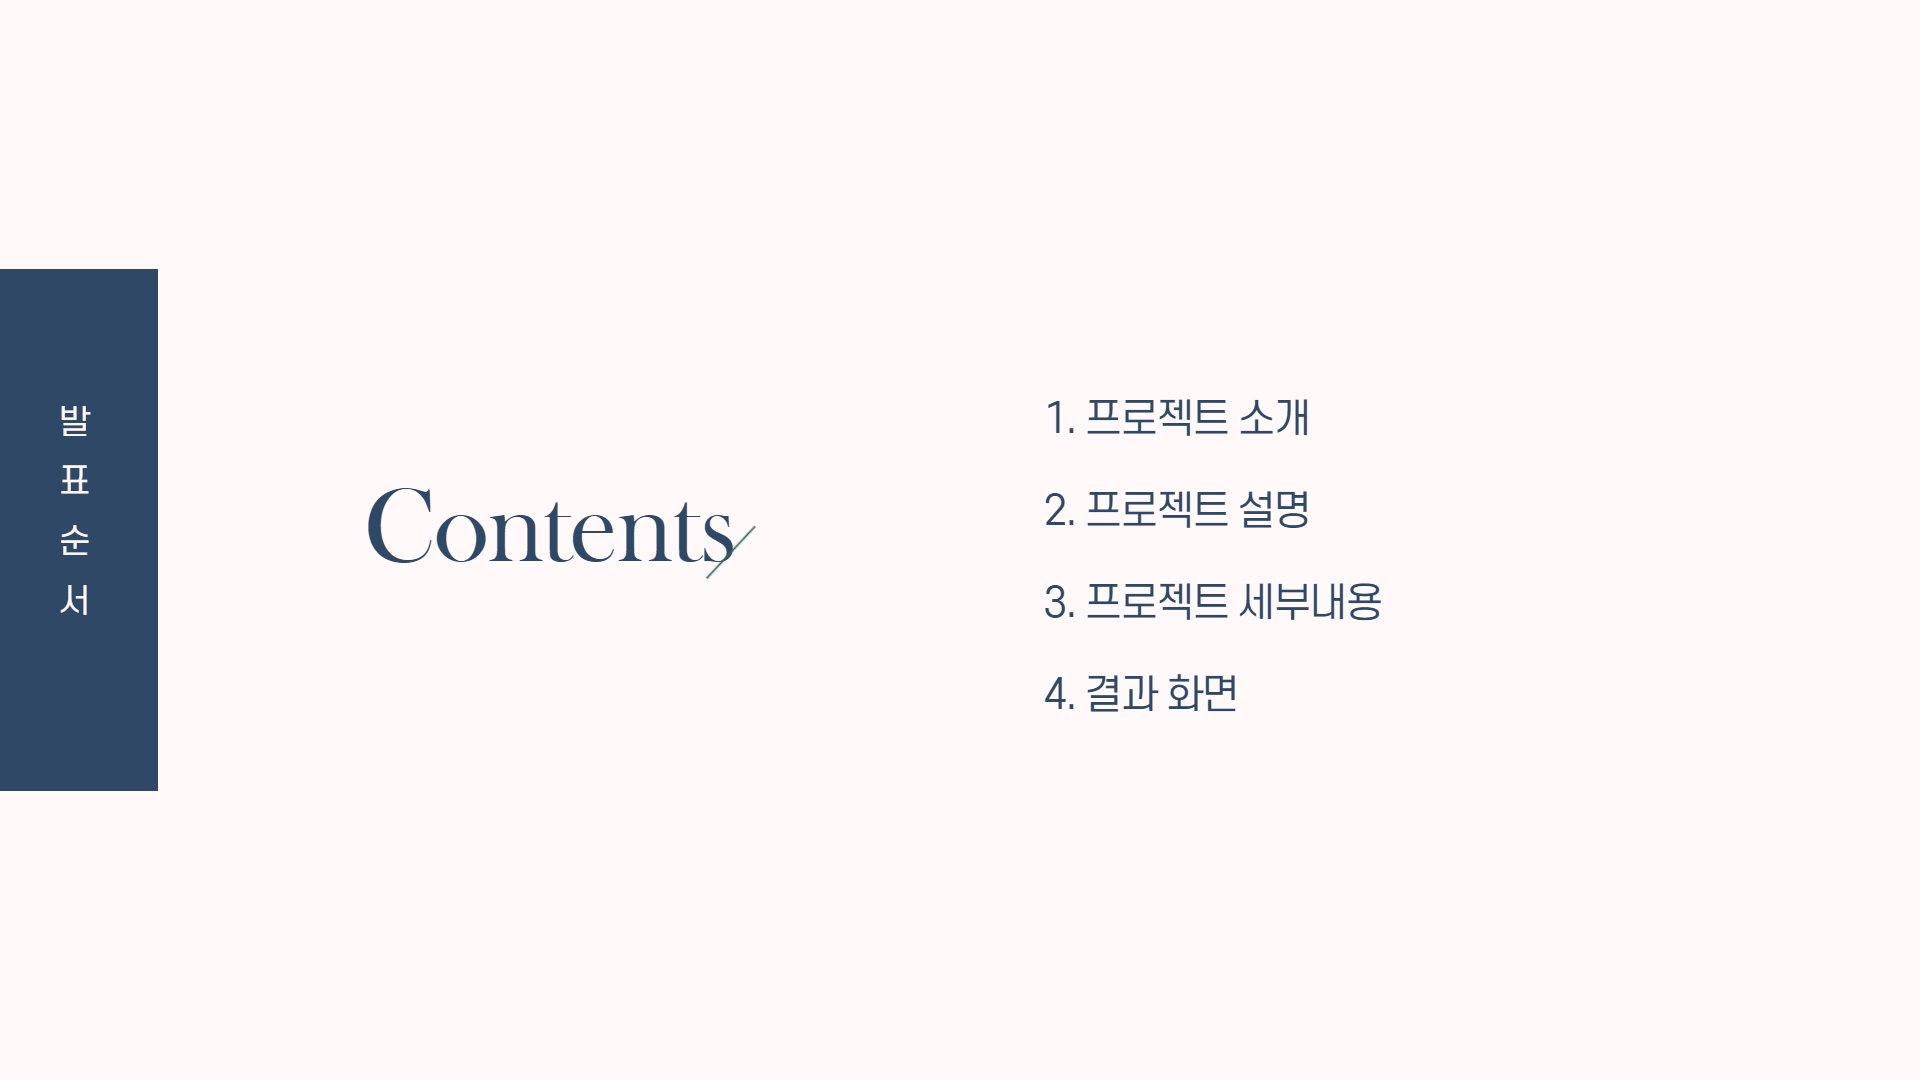 발
표
순
서
Contents
1. 프로젝트 소개
2. 프로젝트 설명
3. 프로젝트 세부내용
4. 결과 화면